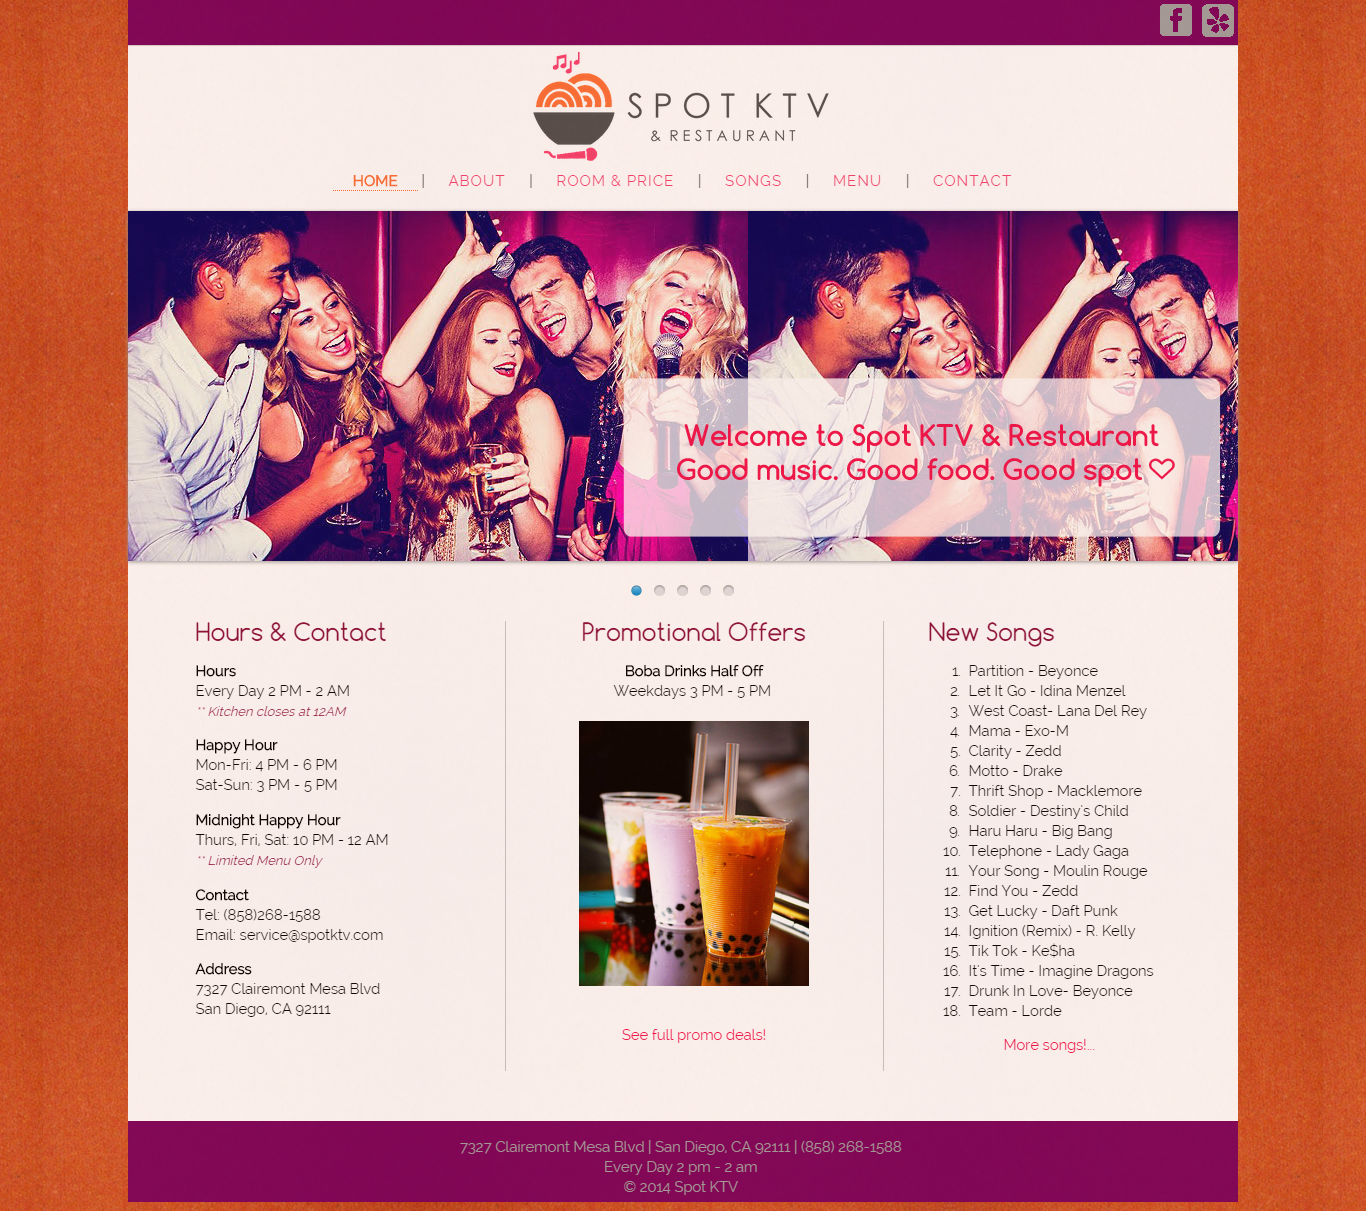 SPOT KTV
& RESTAURANT
HOME | ABOUT | ROOM & PRICE | SONGS | MENU | CONTACT
Welcome to Spot KTV & Restaurant
Good music. Good food. Good spot ♡
Hours & Contact
Hours
Every Day 2 PM - 2 AM
** Kitchen closes at 12AM
Happy Hour
Mon-Fri: 4 PM - 6 PM
Sat-Sun: 3 PM - 5 PM
Midnight Happy Hour
Thurs, Fri, Sat: 10 PM - 12 AM
** Limited Menu Only
Contact
Tel: (858)268-1588
Email: service@spotktv.com
Address
7327 Clairemont Mesa Blvd
San Diego, CA 92111
Promotional Offers
Boba Drinks Half Off
Weekdays 3 PM - 5 PM
See full promo deals!
New Songs
1. Partition - Beyonce
2. Let It Go - Idina Menzel
3. West Coast- Lana Del Rey
4. Mama - Exo-M
5. Clarity - Zedd
6. Motto - Drake
7. Thrift Shop - Macklemore
8. Soldier - Destiny's Child
9. Haru Haru - Big Bang
10. Telephone - Lady Gaga
11. Your Song - Moulin Rouge
12. Find You - Zedd
13. Get Lucky - Daft Punk
14. Ignition (Remix) - R. Kelly
15. Tik Tok - Ke$ha
16. It's Time - Imagine Dragons
17. Drunk In Love- Beyonce
18. Team - Lorde
More songs!...
7327 Clairemont Mesa Blvd | San Diego, CA 92111 | (858) 268-1588
Every Day 2 pm - 2 am
© 2014 Spot KTV